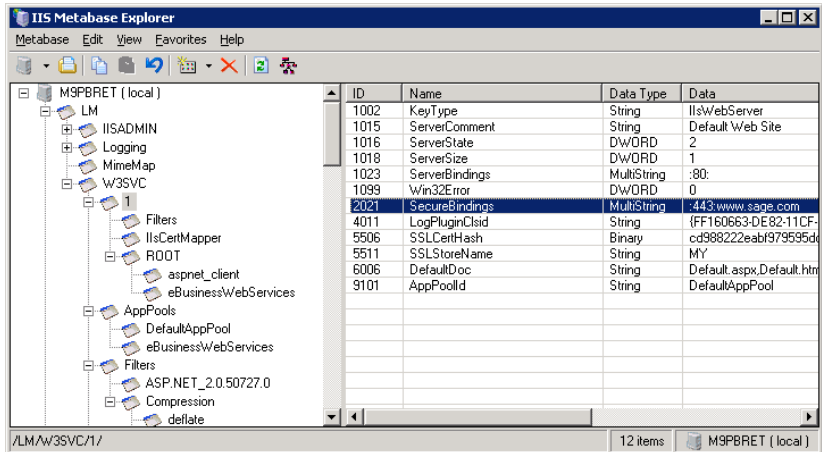 IIS Metabase Explorer
Metabase Edit View Favorites Help
M9PBRET ( local )
LM
IISADMIN
Logging
MimeMap
W3SVC
1
Filters
IIsCertMapper
ROOT
aspnet_client
eBusinessWebServices
AppPools
DefaultAppPool
eBusinessWebServices
Filters
ASP.NET_2.0.50727.0
Compression
deflate
ID Name Data Type Data
1002 KeyType String IIsWebServer
1015 ServerComment String Default Web Site
1016 ServerState DWORD 2
1018 ServerSize DWORD 1
1023 ServerBindings MultiString :80:
1099 Win32Error DWORD 0
2021 SecureBindings MultiString :443:www.sage.com
4011 LogPluginClsid String {FF160663-DE82-11CF-
5506 SSLCertHash Binary cd988222eabf979595dc
5511 SSLStoreName String MY
6006 DefaultDoc String Default.aspx,Default.htm
9101 AppPoolId String DefaultAppPool
/LM/W3SVC/1/ 12 items M9PBRET ( local )